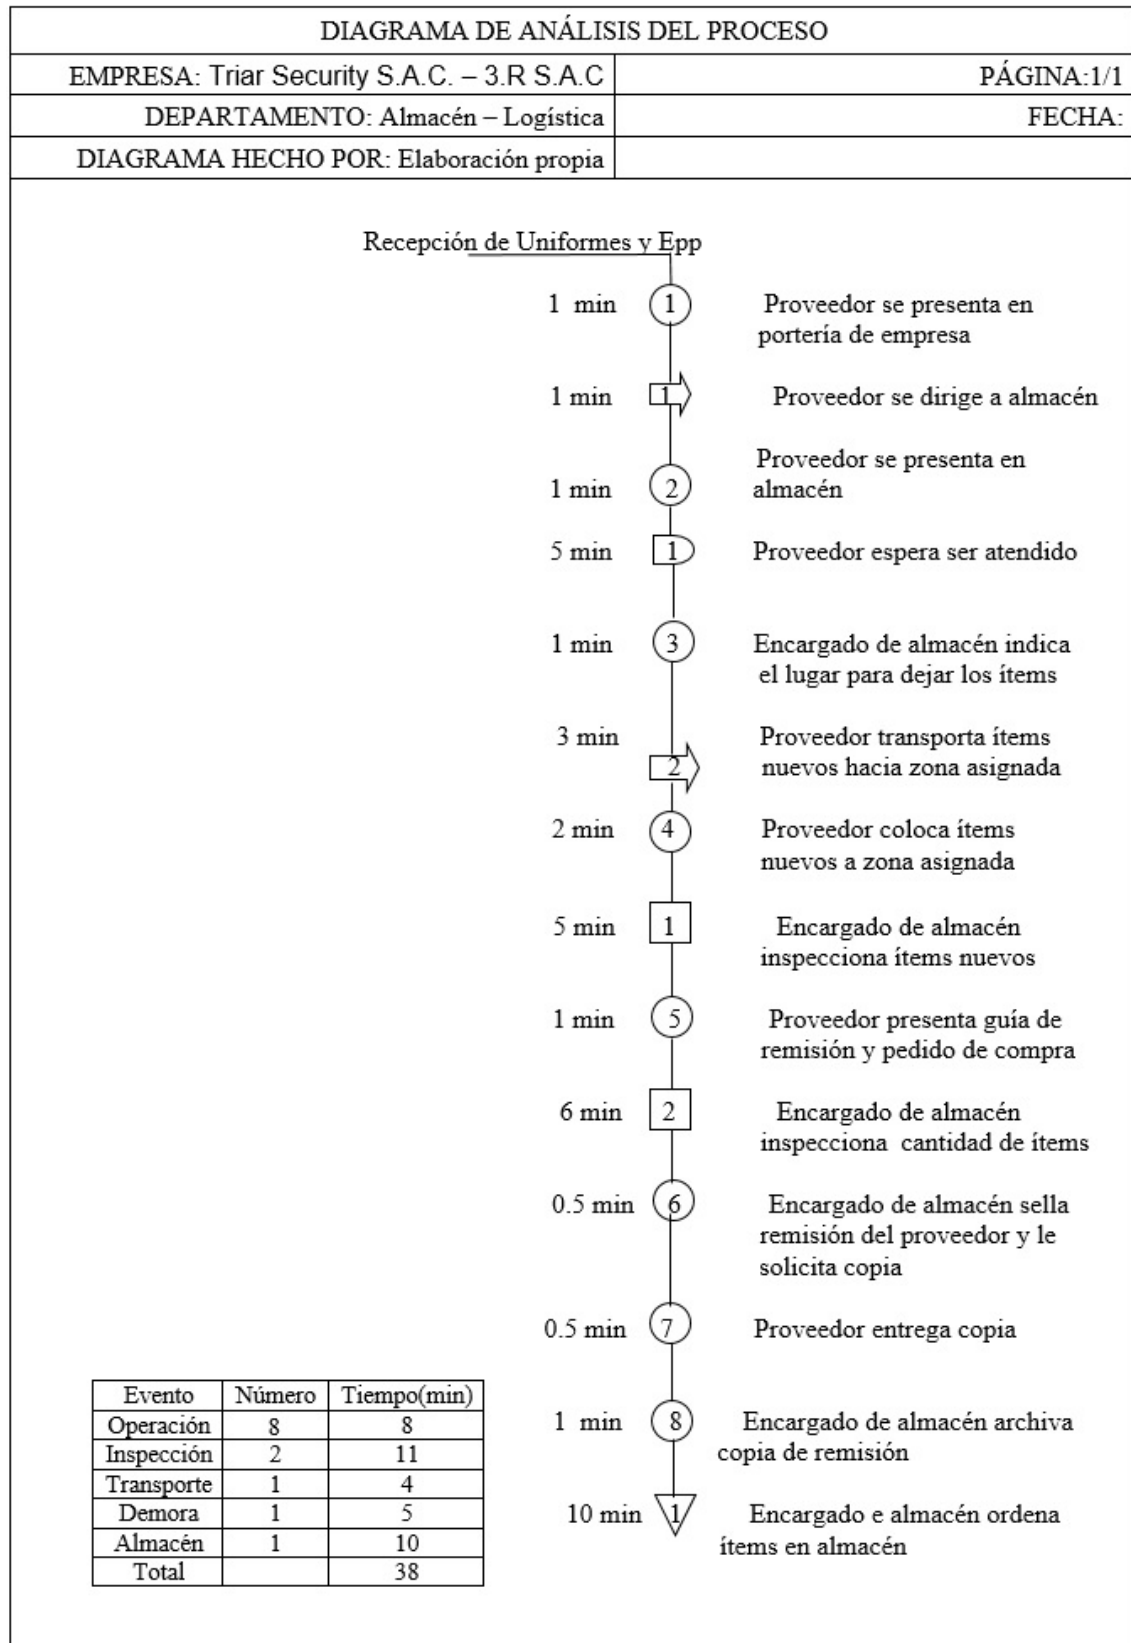 DIAGRAMA DE ANÁLISIS DEL PROCESO
EMPRESA: Triar Security S.A.C. – 3.R S.A.C
PÁGINA:1/1
DEPARTAMENTO: Almacén – Logística
FECHA:
DIAGRAMA HECHO POR: Elaboración propia
Recepción de Uniformes y Epp
1 min
1
Proveedor se presenta en
portería de empresa
1 min
1
Proveedor se dirige a almacén
1 min
2
Proveedor se presenta en
almacén
5 min
1
Proveedor espera ser atendido
1 min
3
Encargado de almacén indica
el lugar para dejar los ítems
3 min
2
Proveedor transporta ítems
nuevos hacia zona asignada
2 min
4
Proveedor coloca ítems
nuevos a zona asignada
5 min
1
Encargado de almacén
inspecciona ítems nuevos
1 min
5
Proveedor presenta guía de
remisión y pedido de compra
6 min
2
Encargado de almacén
inspecciona cantidad de ítems
0.5 min
6
Encargado de almacén sella
remisión del proveedor y le
solicita copia
0.5 min
7
Proveedor entrega copia
1 min
8
Encargado de almacén archiva
copia de remisión
10 min
1
Encargado e almacén ordena
ítems en almacén
Evento Número Tiempo(min)
Operación 8 8
Inspección 2 11
Transporte 1 4
Demora 1 5
Almacén 1 10
Total 38